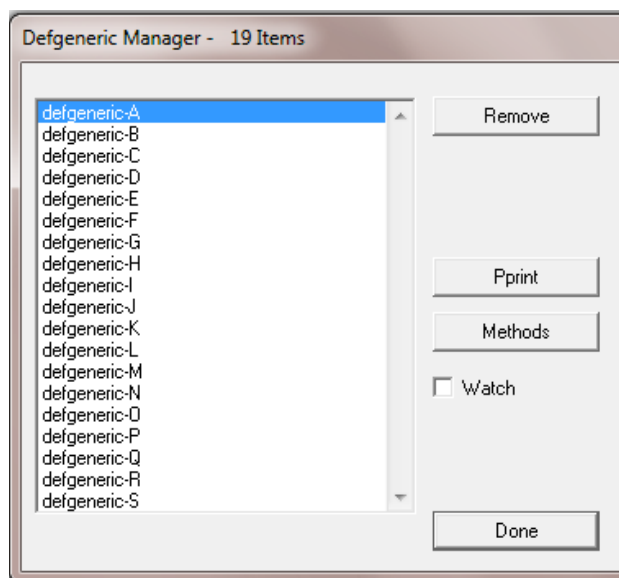 Defgeneric Manager - 19 Items
defgeneric-A
defgeneric-B
defgeneric-C
defgeneric-D
defgeneric-E
defgeneric-F
defgeneric-G
defgeneric-H
defgeneric-I
defgeneric-J
defgeneric-K
defgeneric-L
defgeneric-M
defgeneric-N
defgeneric-O
defgeneric-P
defgeneric-Q
defgeneric-R
defgeneric-S
Remove
Pprint
Methods
Watch
Done